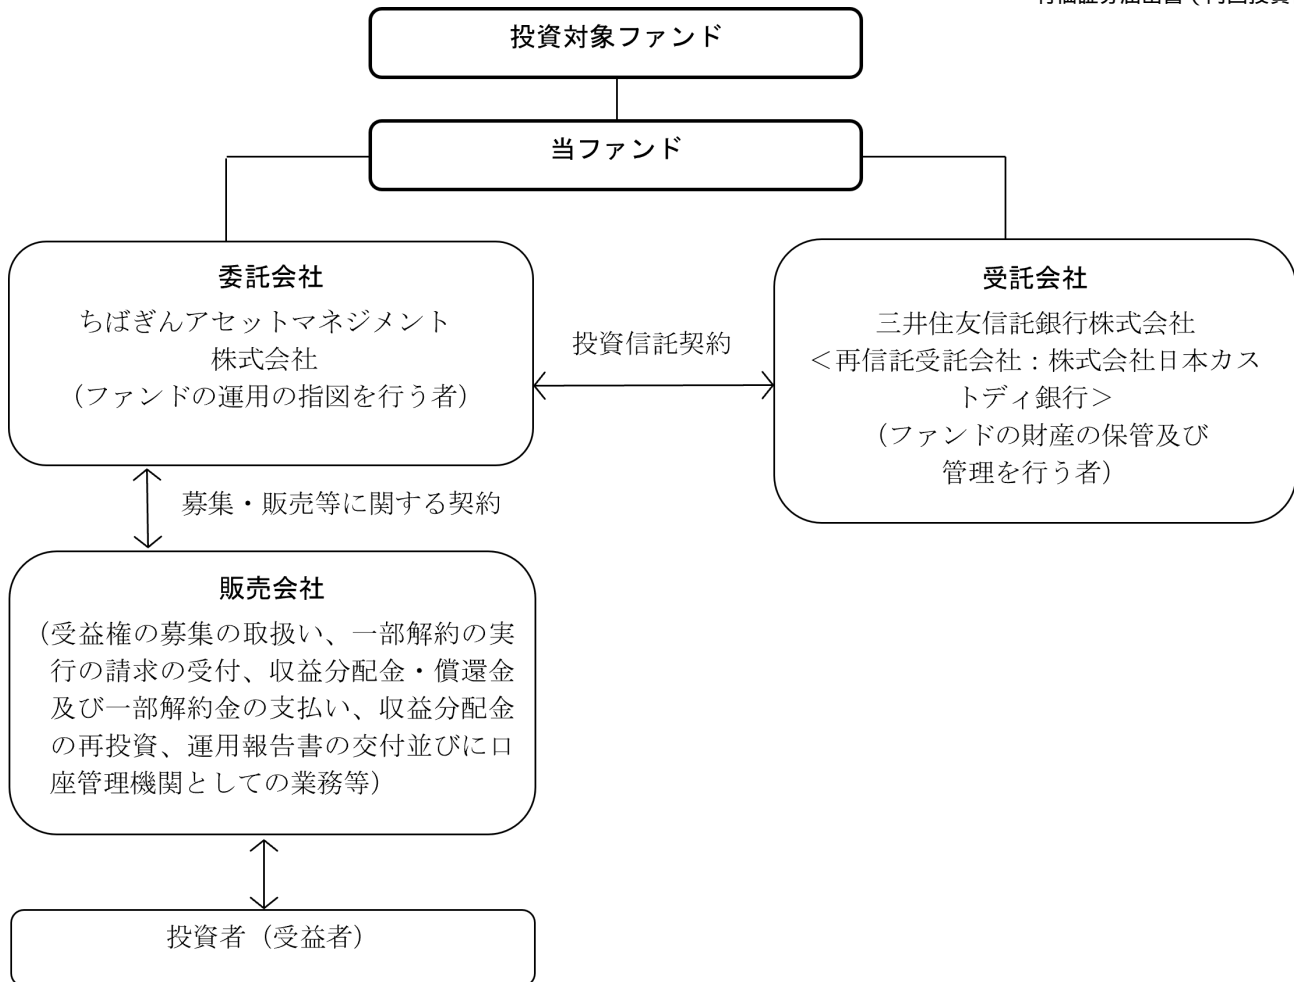 投資対象ファンド
当ファンド
委託会社
ちばぎんアセットマネジメント
株式会社
（ファンドの運用の指図を行う者）
投資信託契約
受託会社
三井住友信託銀行株式会社
＜再信託受託会社：株式会社日本カス
トディ銀行＞
（ファンドの財産の保管及び
管理を行う者）
募集・販売等に関する契約
販売会社
（受益権の募集の取扱い、一部解約の実
行の請求の受付、収益分配金・償還金
及び一部解約金の支払い、収益分配金
の再投資、運用報告書の交付並びに口
座管理機関としての業務等）
投資者（受益者）